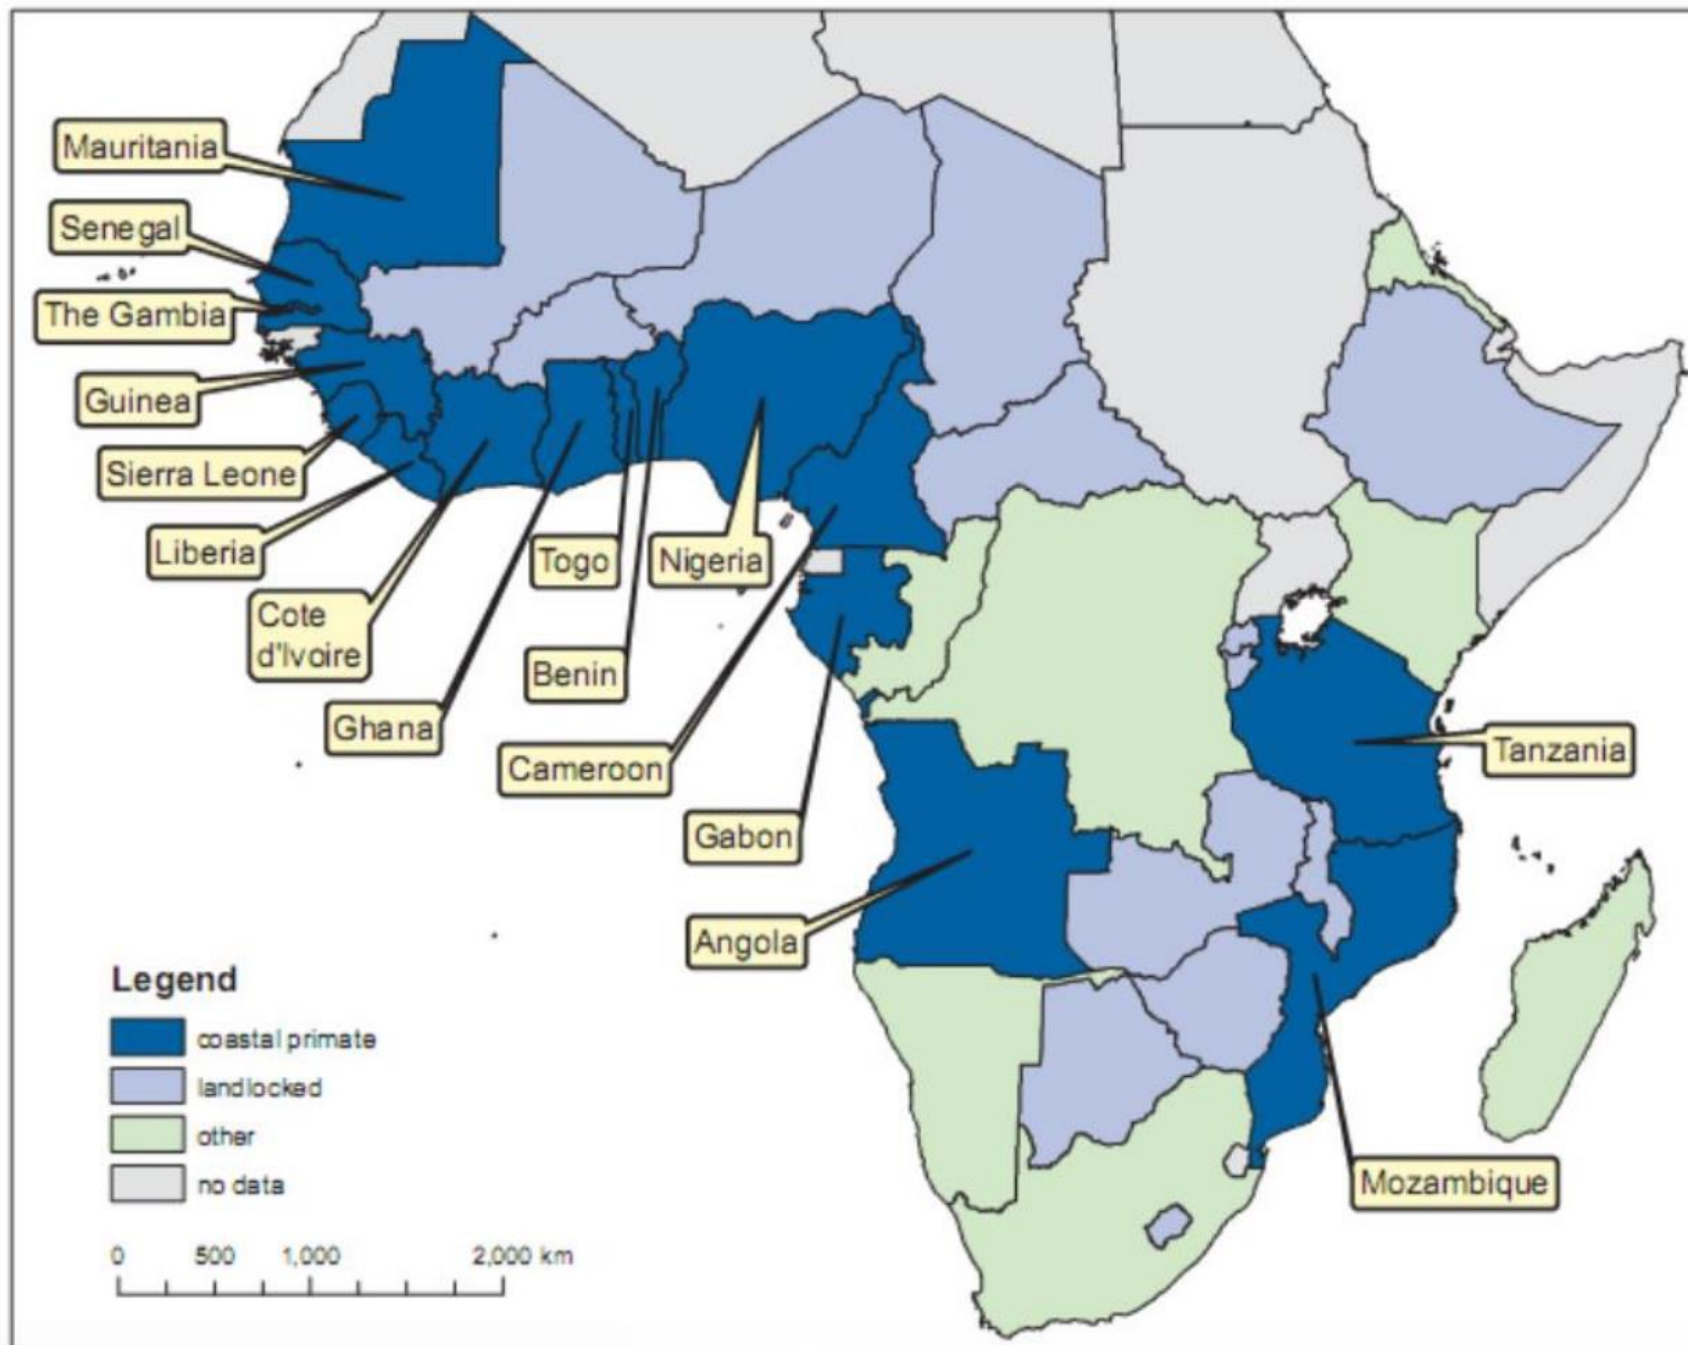 Mauritania
Senegal
The Gambia
Guinea
Sierra Leone
Liberia
Cote
d'Ivoire
Ghana
Togo
Benin
Nigeria
Cameroon
Gabon
Angola
Tanzania
Mozambique
Legend
coastal primate
landlocked
other
no data
0 500 1,000 2,000 km